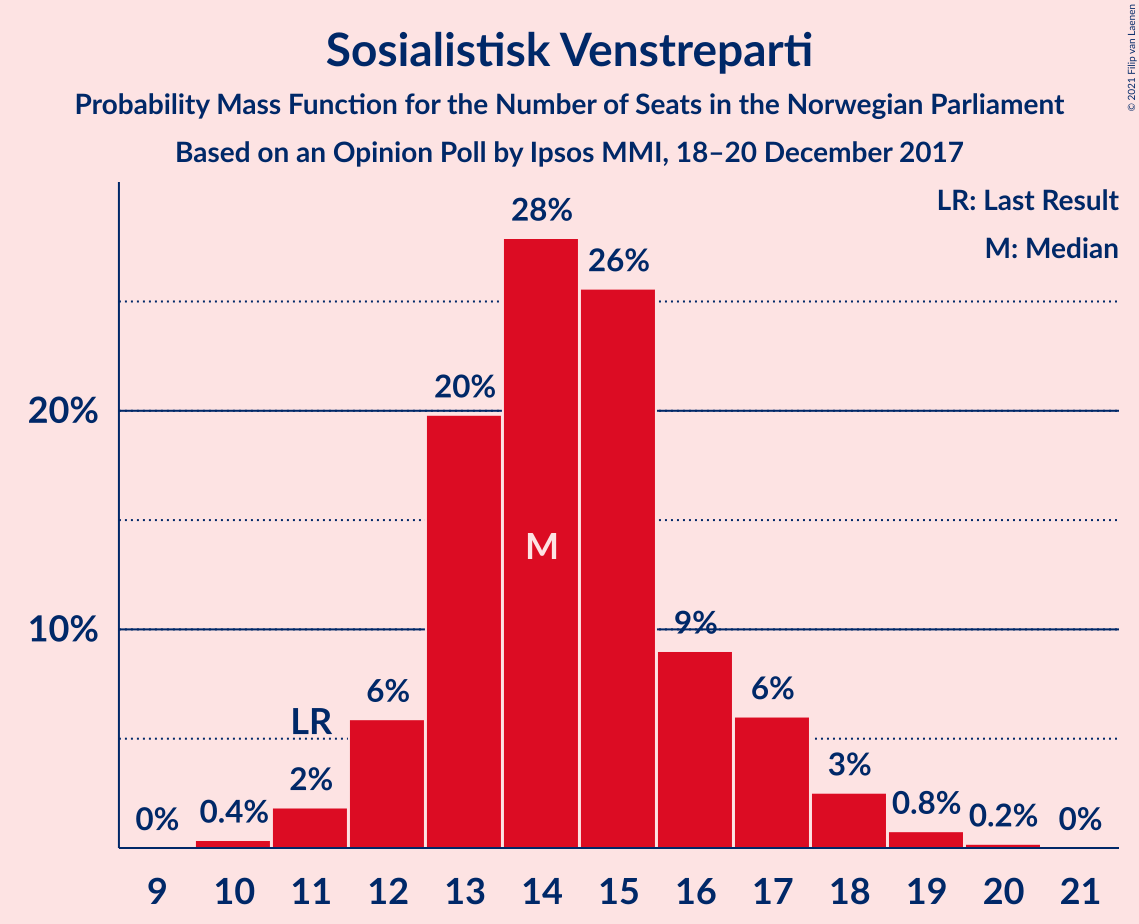 Sosialistisk Venstreparti
Probability Mass Function for the Number of Seats in the Norwegian Parliament
Based on an Opinion Poll by Ipsos MMI, 18–20 December 2017
© 2021 Filip van Laenen
LR: Last Result
M: Median
20%
10%
0%
0.4%
LR
2%
6%
20%
28%
M
26%
9%
6%
3%
0.8%
0.2%
0%
9 10 11 12 13 14 15 16 17 18 19 20 21